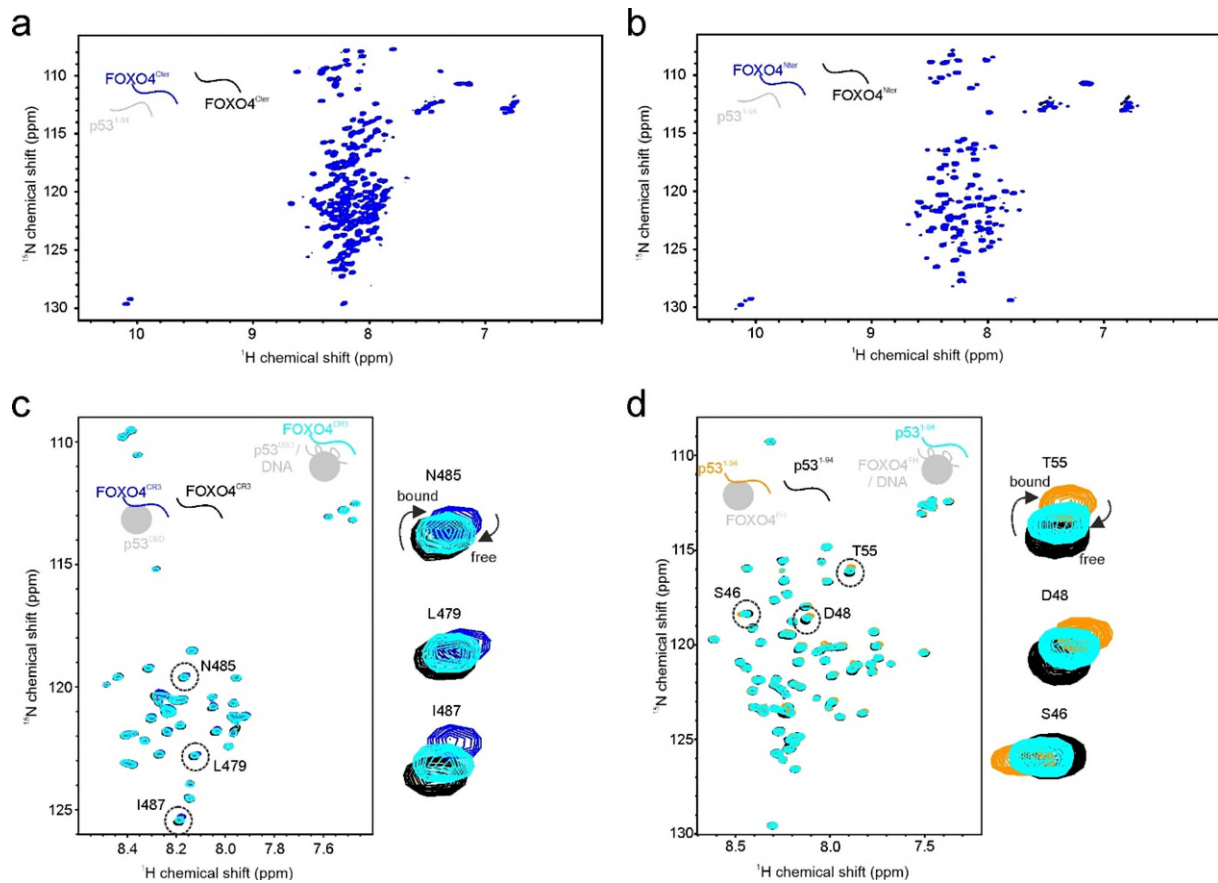 a
110
115
120
125
130
10
9
8
7
¹⁵N chemical shift (ppm)
¹H chemical shift (ppm)
FOXO4ᶜᵗᵉʳ
p53¹⁻⁹⁴
FOXO4ᶜᵗᵉʳ
b
110
115
120
125
130
10
9
8
7
¹⁵N chemical shift (ppm)
¹H chemical shift (ppm)
FOXO4ᴺᵗᵉʳ
p53¹⁻⁹⁴
FOXO4ᴺᵗᵉʳ
c
110
115
120
125
8.4
8.2
8.0
7.8
7.6
¹⁵N chemical shift (ppm)
¹H chemical shift (ppm)
FOXO4ᶜᴿ³
p53ᴰᴮᴰ /
DNA
FOXO4ᶜᴿ³
FOXO4ᶜᴿ³
p53ᴰᴮᴰ
N485
L479
I487
N485
bound
free
L479
I487
d
110
115
120
125
130
8.5
8.0
7.5
¹⁵N chemical shift (ppm)
¹H chemical shift (ppm)
p53¹⁻⁹⁴
FOXO4ᶠᴴ
/ DNA
p53¹⁻⁹⁴
p53¹⁻⁹⁴
FOXO4ᶠᴴ
T55
S46
D48
T55
bound
free
D48
S46